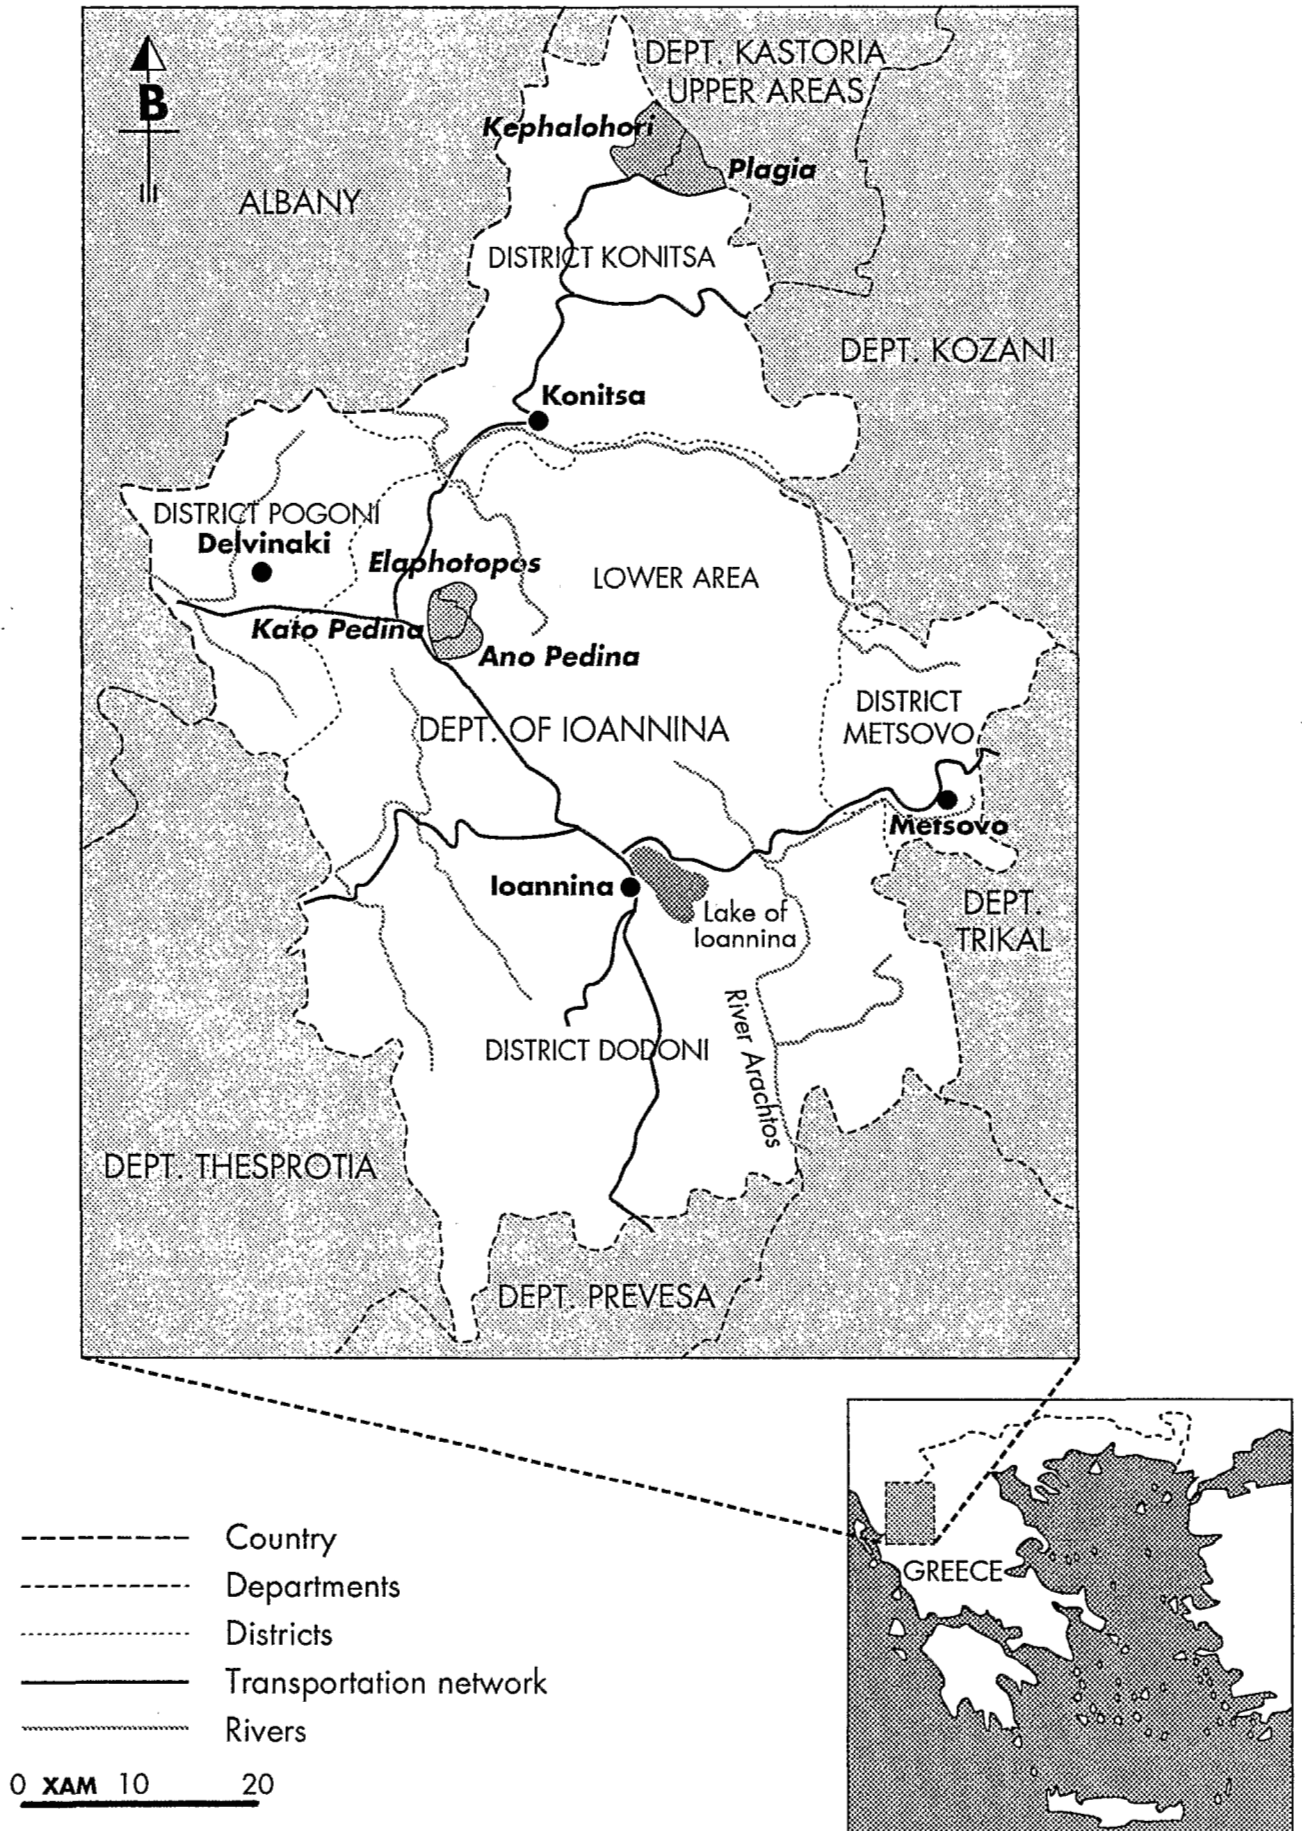 DEPT. KASTORIA
UPPER AREAS
B
Kephalohori
Plagia
ALBANY
DISTRICT KONITSA
DEPT. KOZANI
Konitsa
DISTRICT POGONI
Delvinaki
Elaphotopos
LOWER AREA
Kato Pedina
Ano Pedina
DISTRICT
METSOVO
DEPT. OF IOANNINA
Metsovo
Ioannina
Lake of
Ioannina
DEPT.
TRIKAL
River Arachtos
DISTRICT DODONI
DEPT. THESPROTIA
DEPT. PREVESA
GREECE
Country
Departments
Districts
Transportation network
Rivers
0 XAM 10 20